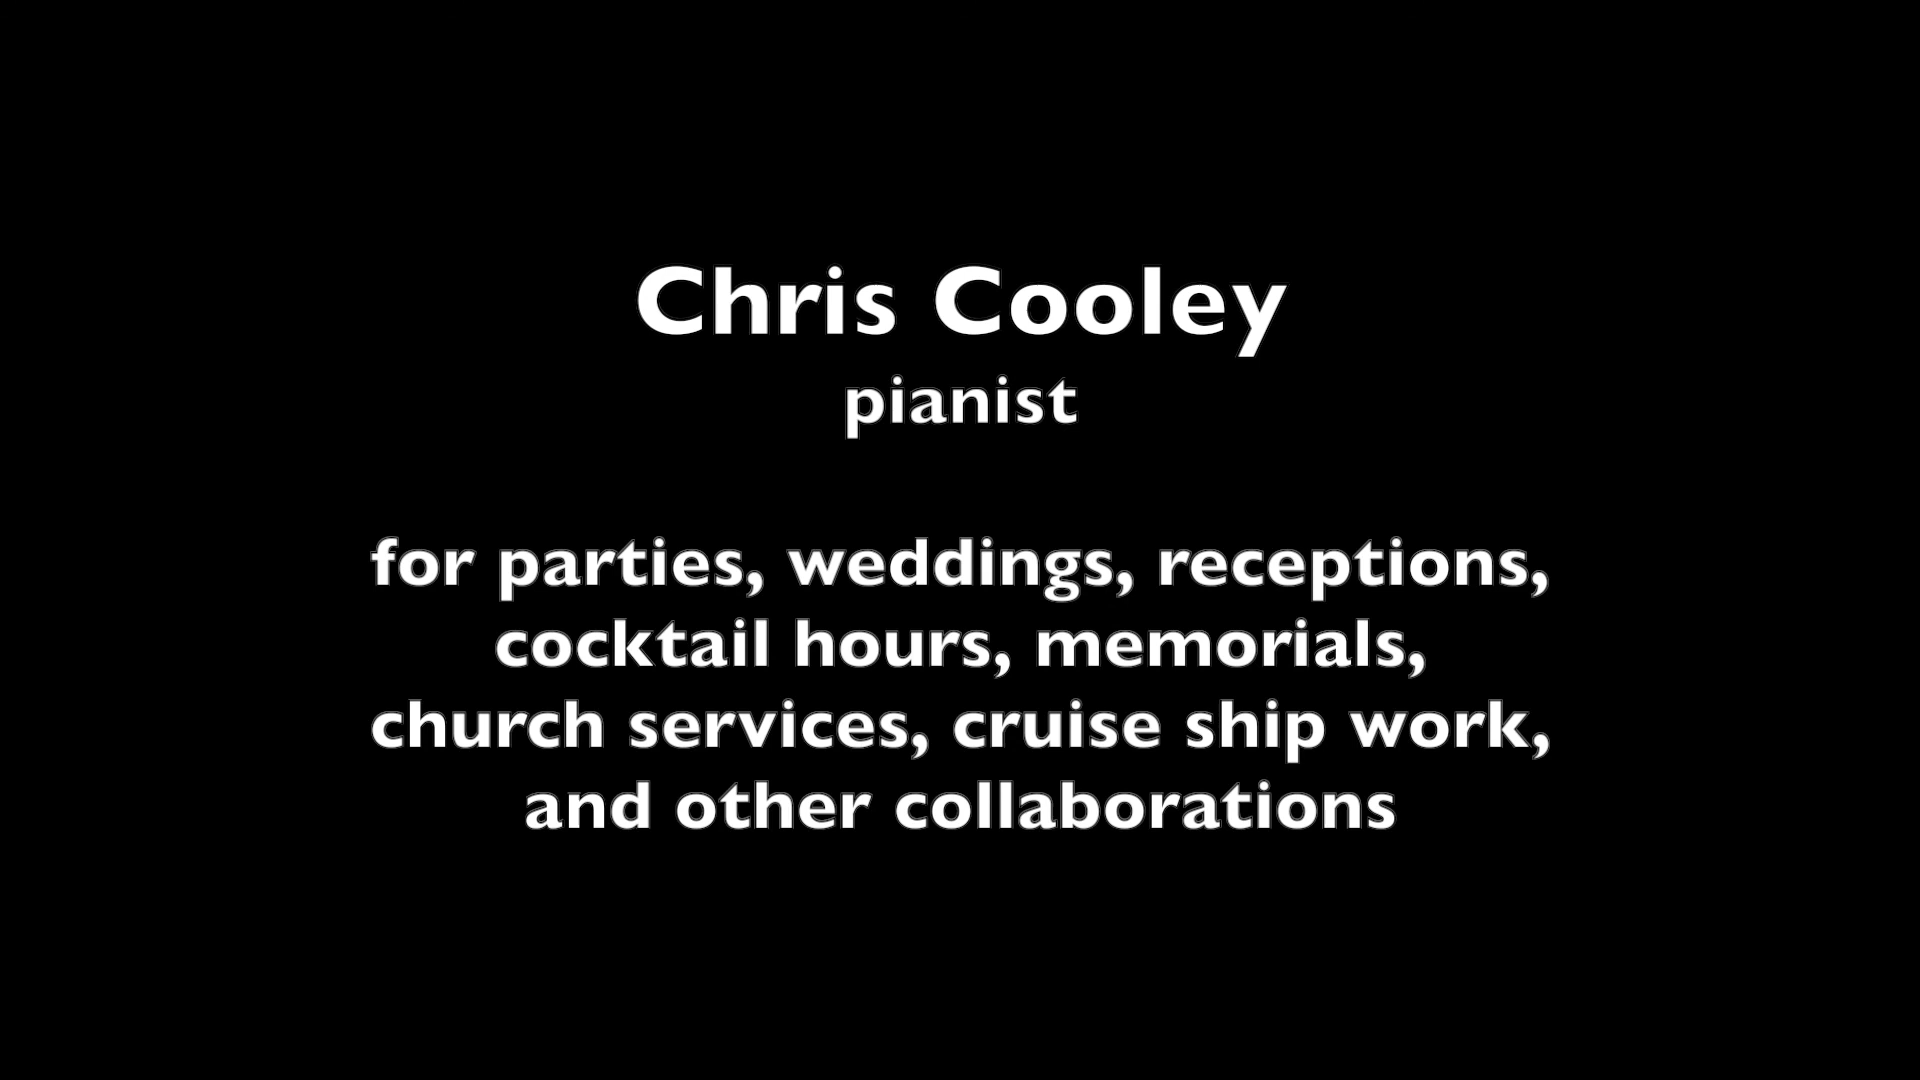 Chris Cooley
pianist
for parties, weddings, receptions,
cocktail hours, memorials,
church services, cruise ship work,
and other collaborations